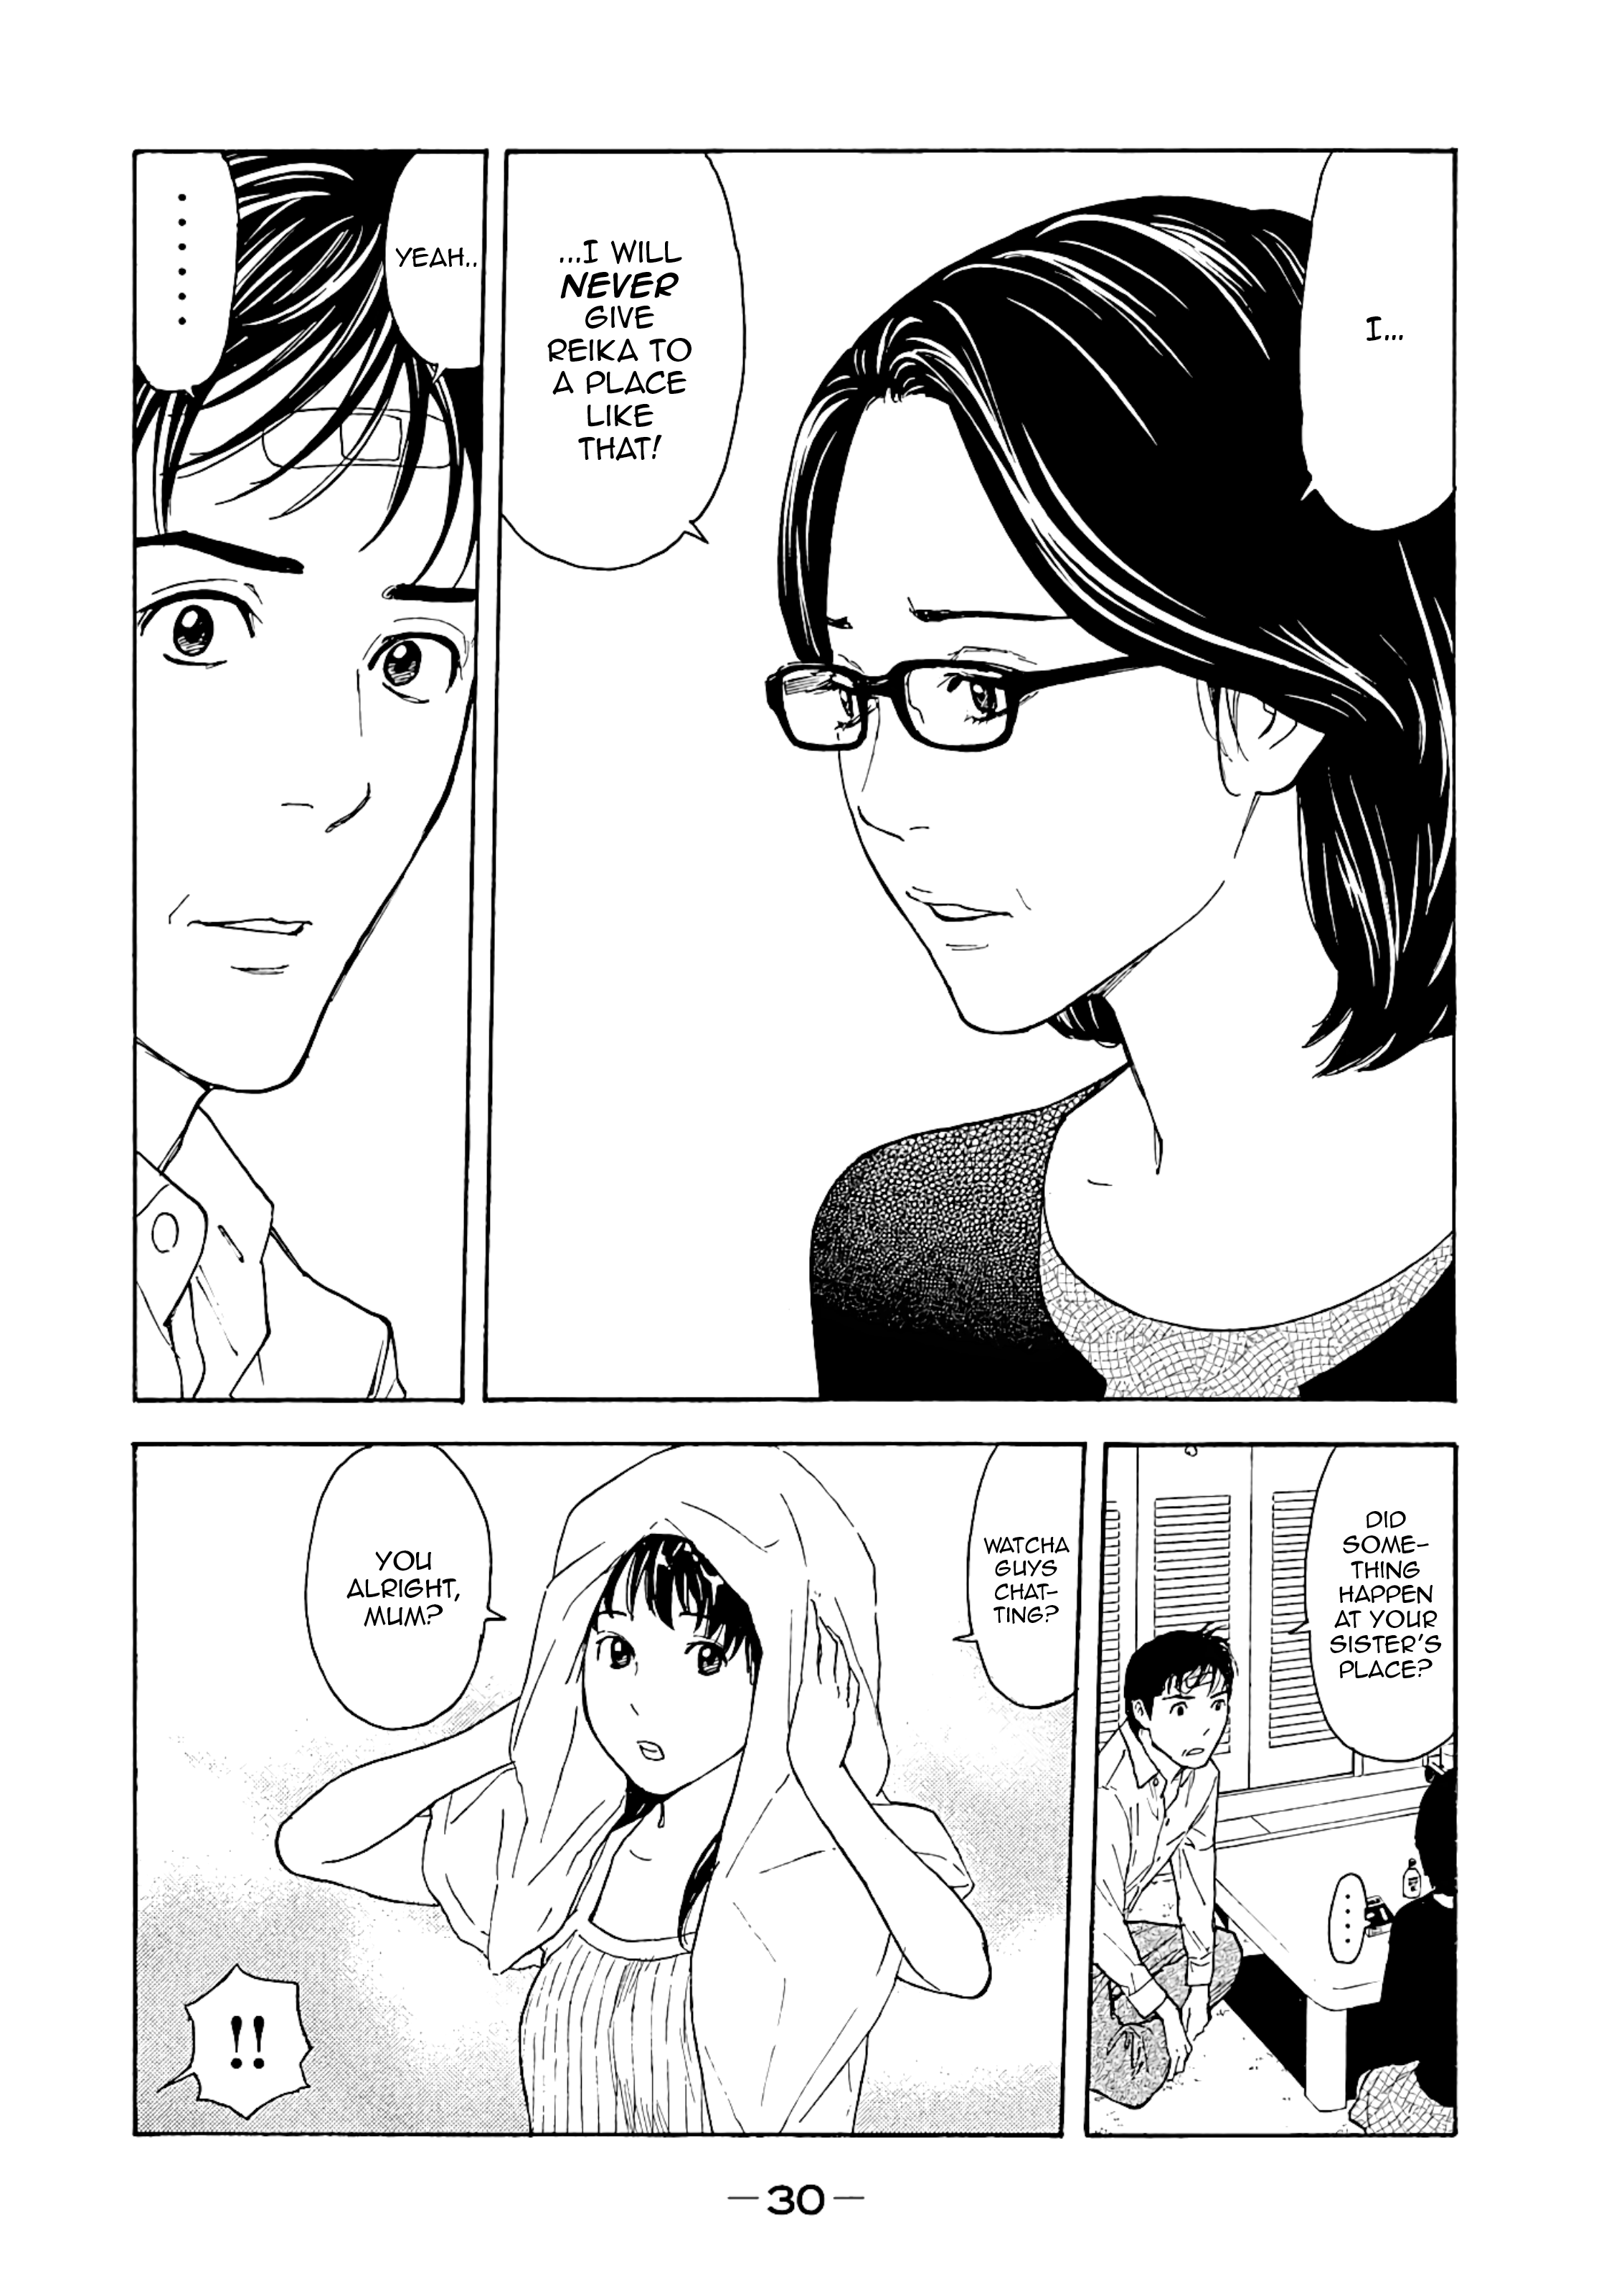 I...
...I WILL
NEVER
GIVE
REIKA TO
A PLACE
LIKE
THAT!
YEAH..
......
DID
SOME-
THING
HAPPEN
AT YOUR
SISTER'S
PLACE?
....
WATCHA
GUYS
CHAT-
TING?
YOU
ALRIGHT,
MUM?
!!
— 30 —